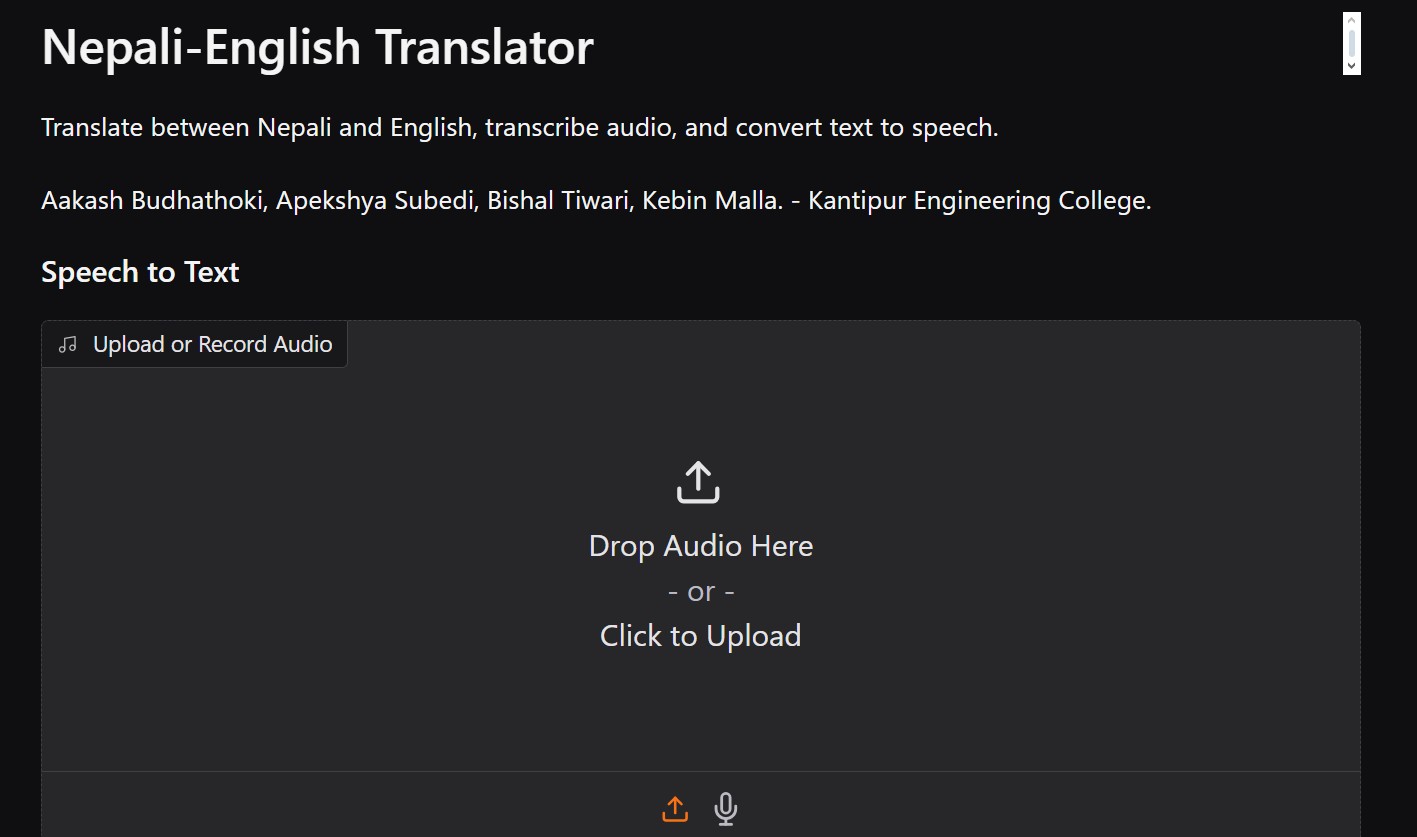 Nepali-English Translator
Translate between Nepali and English, transcribe audio, and convert text to speech.
Aakash Budhathoki, Apekshya Subedi, Bishal Tiwari, Kebin Malla. - Kantipur Engineering College.
Speech to Text
Upload or Record Audio
Drop Audio Here
- or -
Click to Upload